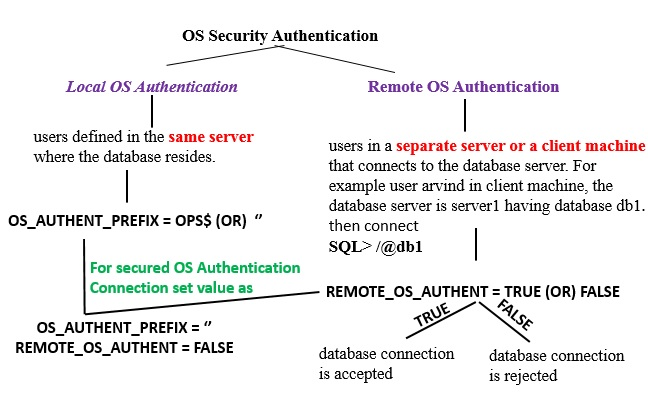 OS Security Authentication
Local OS Authentication
users defined in the same server
where the database resides.
OS_AUTHENT_PREFIX = OPS$ (OR) ‘’
Remote OS Authentication
users in a separate server or a client machine
that connects to the database server. For
example user arvind in client machine, the
database server is server1 having database db1.
then connect
SQL> /@db1
For secured OS Authentication
Connection set value as
OS_AUTHENT_PREFIX = ‘’
REMOTE_OS_AUTHENT = FALSE
REMOTE_OS_AUTHENT = TRUE (OR) FALSE
TRUE
FALSE
database connection
is accepted
database connection
is rejected